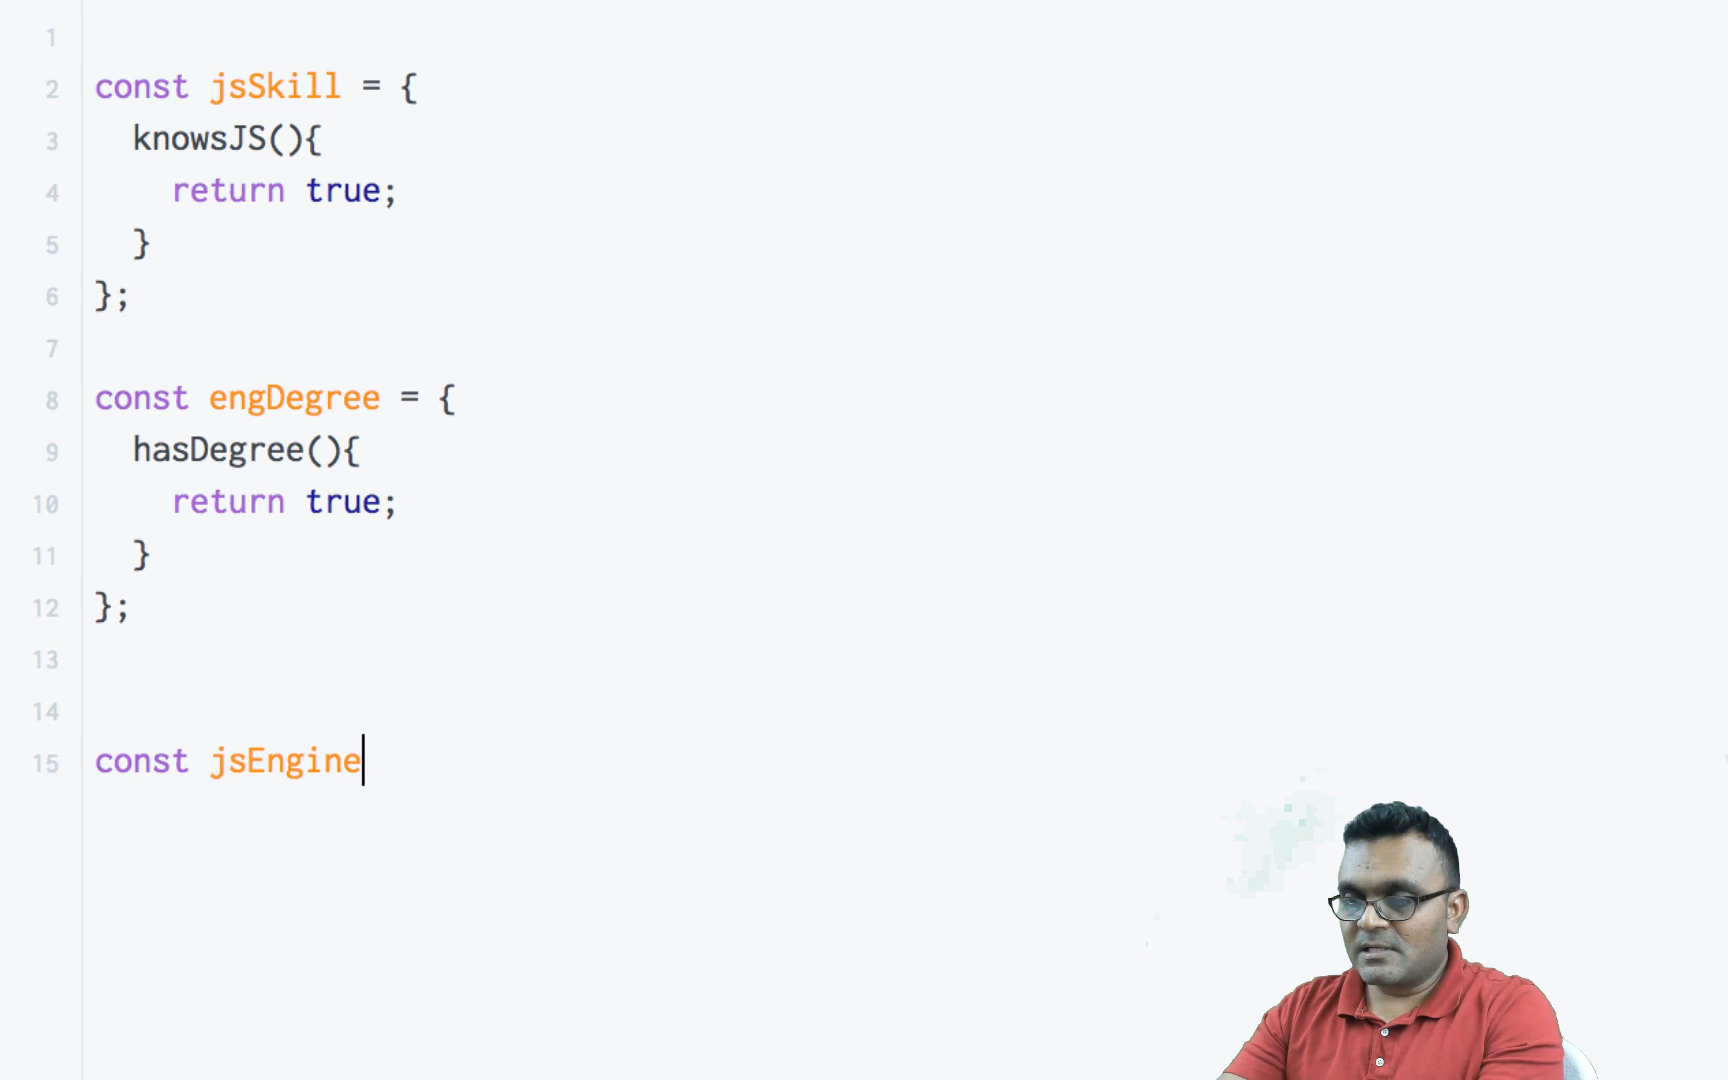 1
2 const jsSkill = {
3 knowsJS(){
4 return true;
5 }
6 };
7
8 const engDegree = {
9 hasDegree(){
10 return true;
11 }
12 };
13
14
15 const jsEngine